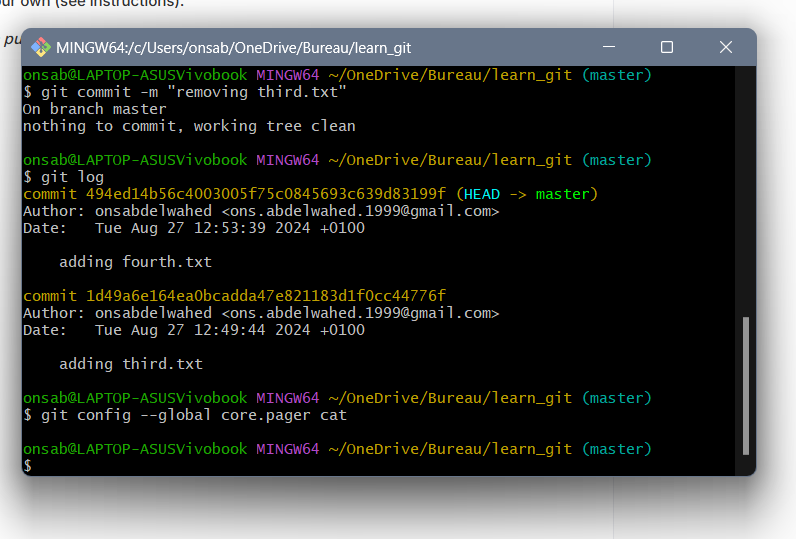 our own (see instructions).
pu
MINGW64:/c/Users/onsab/OneDrive/Bureau/learn_git
onsab@LAPTOP-ASUSVivobook MINGW64 ~/OneDrive/Bureau/learn_git (master)
$ git commit -m "removing third.txt"
On branch master
nothing to commit, working tree clean
onsab@LAPTOP-ASUSVivobook MINGW64 ~/OneDrive/Bureau/learn_git (master)
$ git log
commit 494ed14b56c4003005f75c0845693c639d83199f (HEAD -> master)
Author: onsabdelwahed <ons.abdelwahed.1999@gmail.com>
Date:   Tue Aug 27 12:53:39 2024 +0100
    adding fourth.txt
commit 1d49a6e164ea0bcadda47e821183d1f0cc44776f
Author: onsabdelwahed <ons.abdelwahed.1999@gmail.com>
Date:   Tue Aug 27 12:49:44 2024 +0100
    adding third.txt
onsab@LAPTOP-ASUSVivobook MINGW64 ~/OneDrive/Bureau/learn_git (master)
$ git config --global core.pager cat
onsab@LAPTOP-ASUSVivobook MINGW64 ~/OneDrive/Bureau/learn_git (master)
$